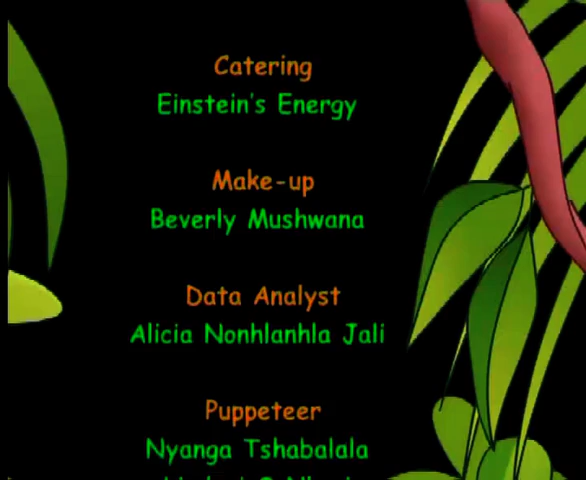 Catering
Einstein's Energy
Make-up
Beverly Mushwana
Data Analyst
Alicia Nonhlanhla Jali
Puppeteer
Nyanga Tshabalala